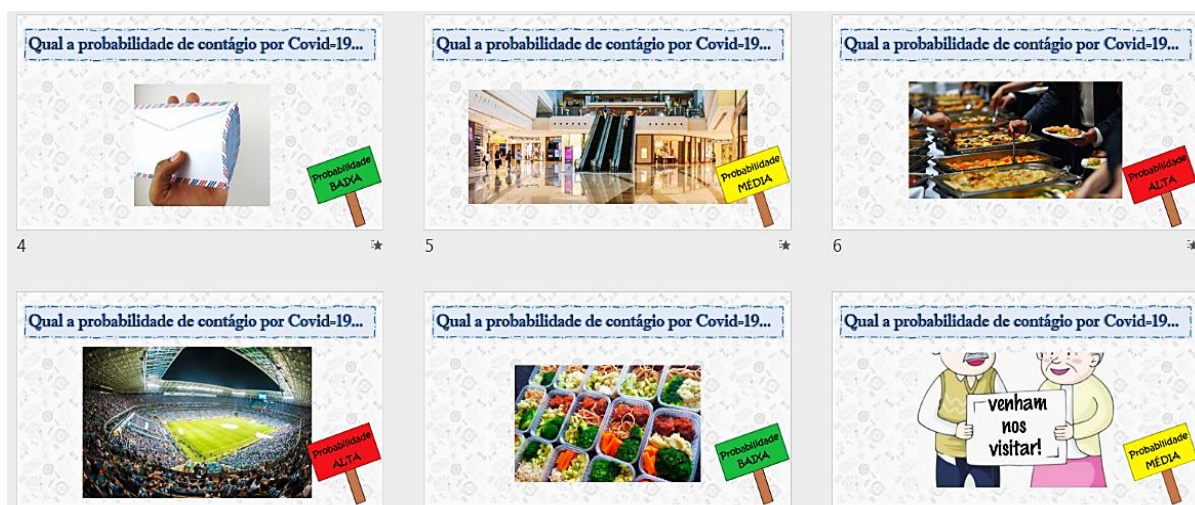 Qual a probabilidade de contágio por Covid-19...
Probabilidade
BAIXA
4
Qual a probabilidade de contágio por Covid-19...
Probabilidade
MÉDIA
5
Qual a probabilidade de contágio por Covid-19...
Probabilidade
ALTA
6
Qual a probabilidade de contágio por Covid-19...
Probabilidade
ALTA
Qual a probabilidade de contágio por Covid-19...
Probabilidade
BAIXA
Qual a probabilidade de contágio por Covid-19...
venham
nos
visitar!
Probabilidade
MÉDIA